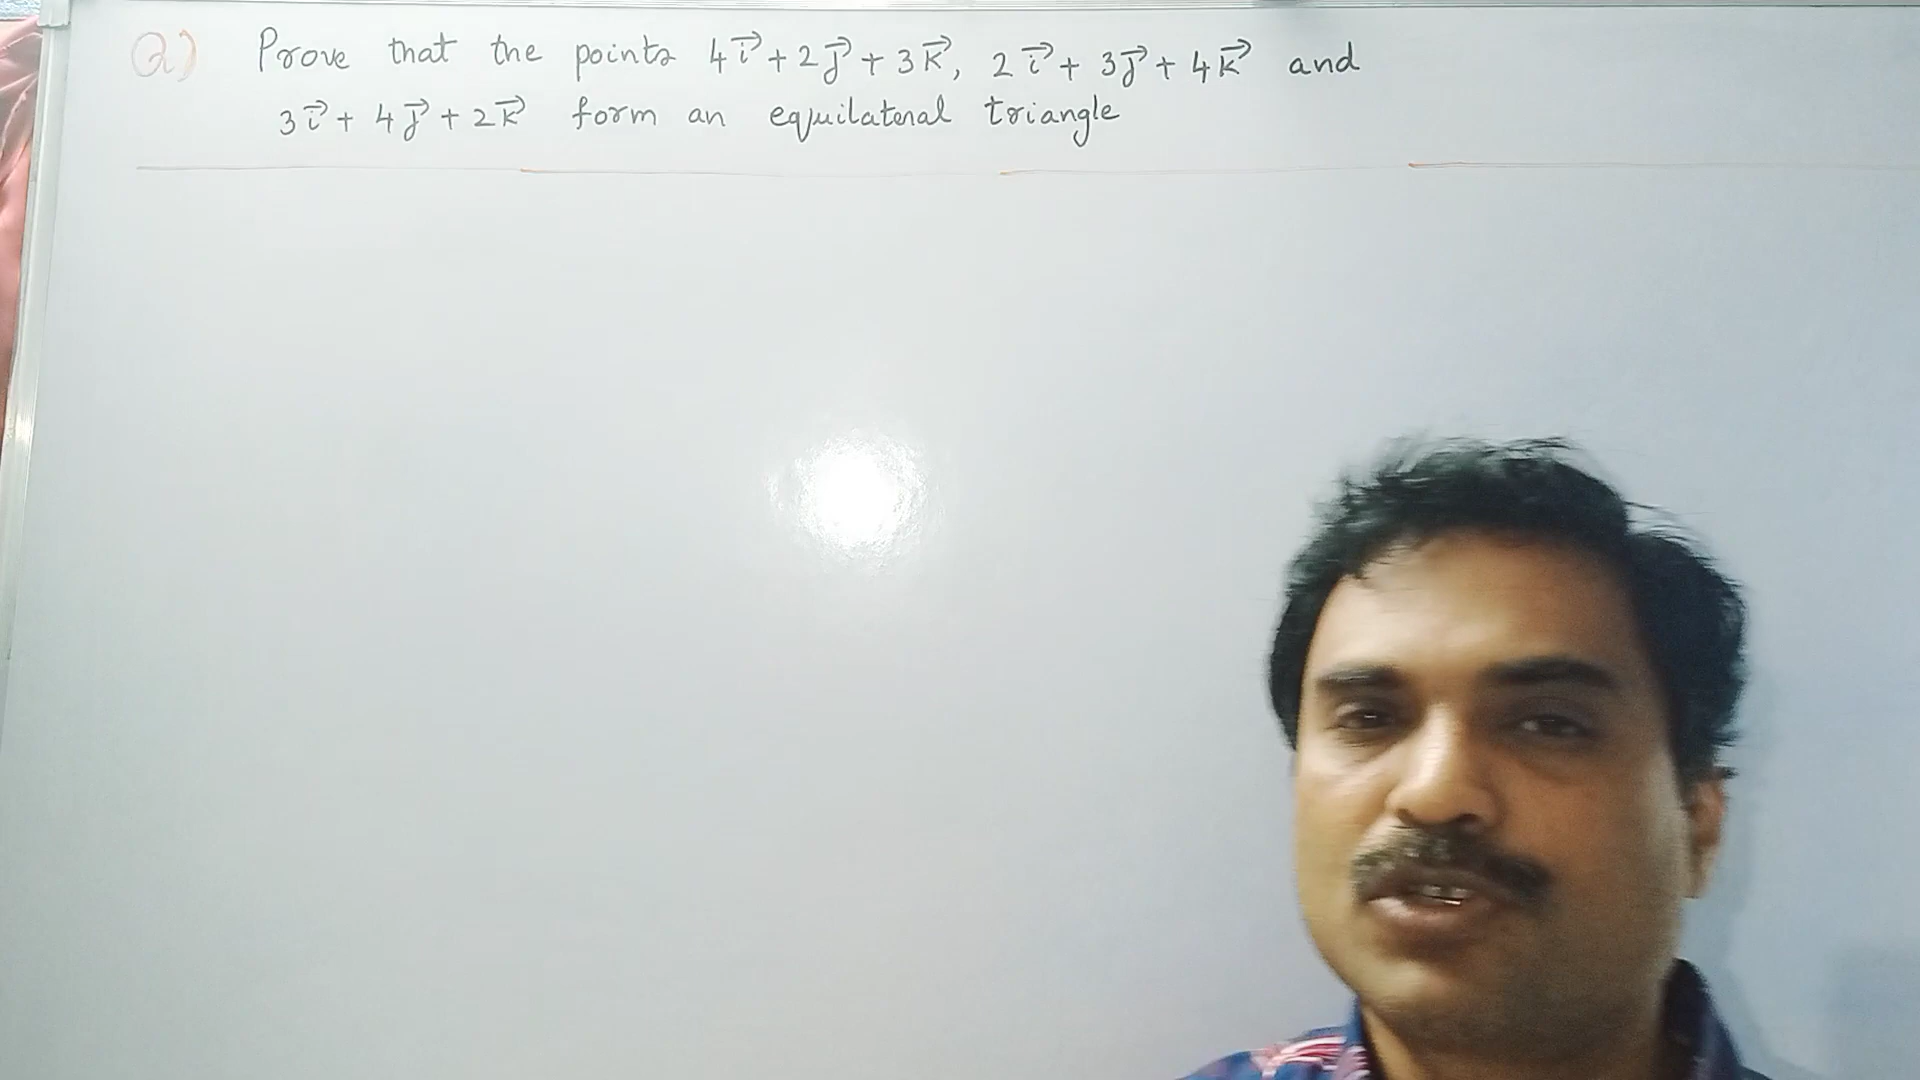 Q) Prove that the points 4i⃗ + 2j⃗ + 3k⃗, 2i⃗ + 3j⃗ + 4k⃗ and
3i⃗ + 4j⃗ + 2k⃗ form an equilateral triangle